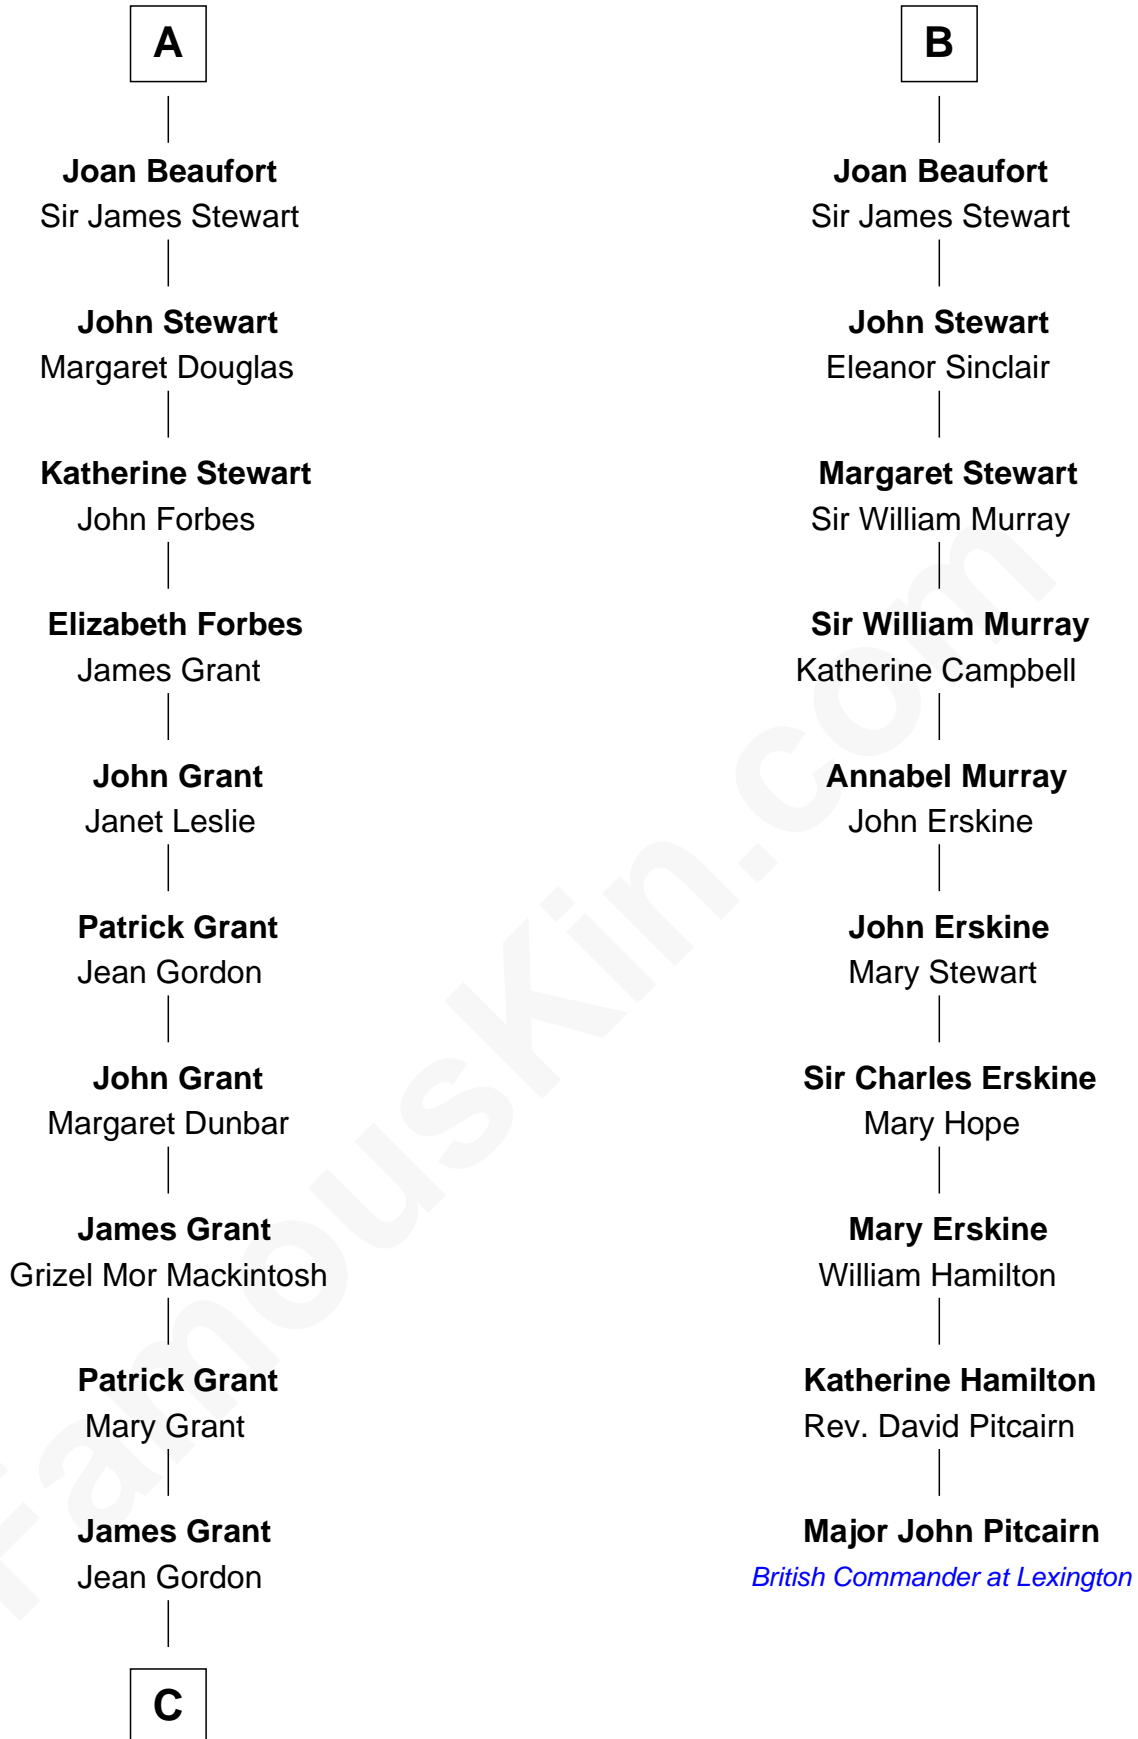 A
Joan Beaufort
Sir James Stewart
John Stewart
Margaret Douglas
Katherine Stewart
John Forbes
Elizabeth Forbes
James Grant
John Grant
Janet Leslie
Patrick Grant
Jean Gordon
John Grant
Margaret Dunbar
James Grant
Grizel Mor Mackintosh
Patrick Grant
Mary Grant
James Grant
Jean Gordon
C
B
Joan Beaufort
Sir James Stewart
John Stewart
Eleanor Sinclair
Margaret Stewart
Sir William Murray
Sir William Murray
Katherine Campbell
Annabel Murray
John Erskine
John Erskine
Mary Stewart
Sir Charles Erskine
Mary Hope
Mary Erskine
William Hamilton
Katherine Hamilton
Rev. David Pitcairn
Major John Pitcairn
British Commander at Lexington
FamousKin.com